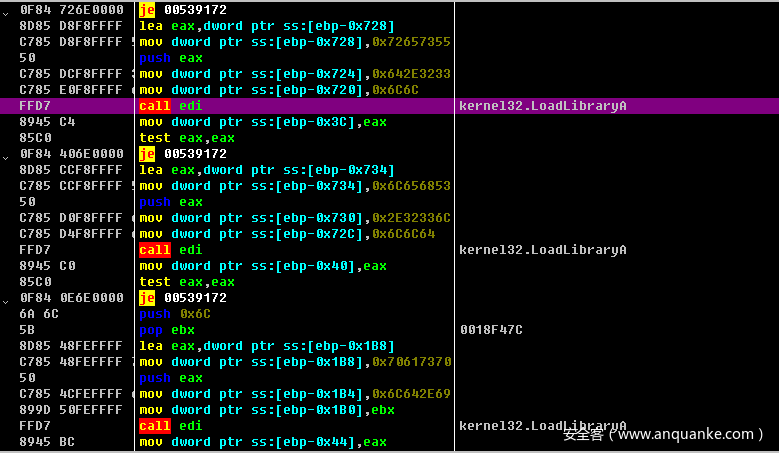 0F84 726E0000 je 00539172
8D85 D8F8FFFF lea eax,dword ptr ss:[ebp-0x728]
C785 D8F8FFFF mov dword ptr ss:[ebp-0x728],0x72657355
50 push eax
C785 DCF8FFFF mov dword ptr ss:[ebp-0x724],0x642E3233
C785 E0F8FFFF mov dword ptr ss:[ebp-0x720],0x6C6C
FFD7 call edi kernel32.LoadLibraryA
8945 C4 mov dword ptr ss:[ebp-0x3C],eax
85C0 test eax,eax
0F84 406E0000 je 00539172
8D85 CCF8FFFF lea eax,dword ptr ss:[ebp-0x734]
C785 CCF8FFFF mov dword ptr ss:[ebp-0x734],0x6C656853
50 push eax
C785 D0F8FFFF mov dword ptr ss:[ebp-0x730],0x2E32336C
C785 D4F8FFFF mov dword ptr ss:[ebp-0x72C],0x6C6C64
FFD7 call edi kernel32.LoadLibraryA
8945 C0 mov dword ptr ss:[ebp-0x40],eax
85C0 test eax,eax
0F84 0E6E0000 je 00539172
6A 6C push 0x6C
5B pop ebx 0018F47C
8D85 48FEFFFF lea eax,dword ptr ss:[ebp-0x1B8]
C785 48FEFFFF mov dword ptr ss:[ebp-0x1B8],0x70617370
50 push eax
C785 4CFEFFFF mov dword ptr ss:[ebp-0x1B4],0x6C642E69
899D 50FEFFFF mov dword ptr ss:[ebp-0x1B0],ebx
FFD7 call edi kernel32.LoadLibraryA
8945 BC mov dword ptr ss:[ebp-0x44],eax
安全客(www.anquanke.com)